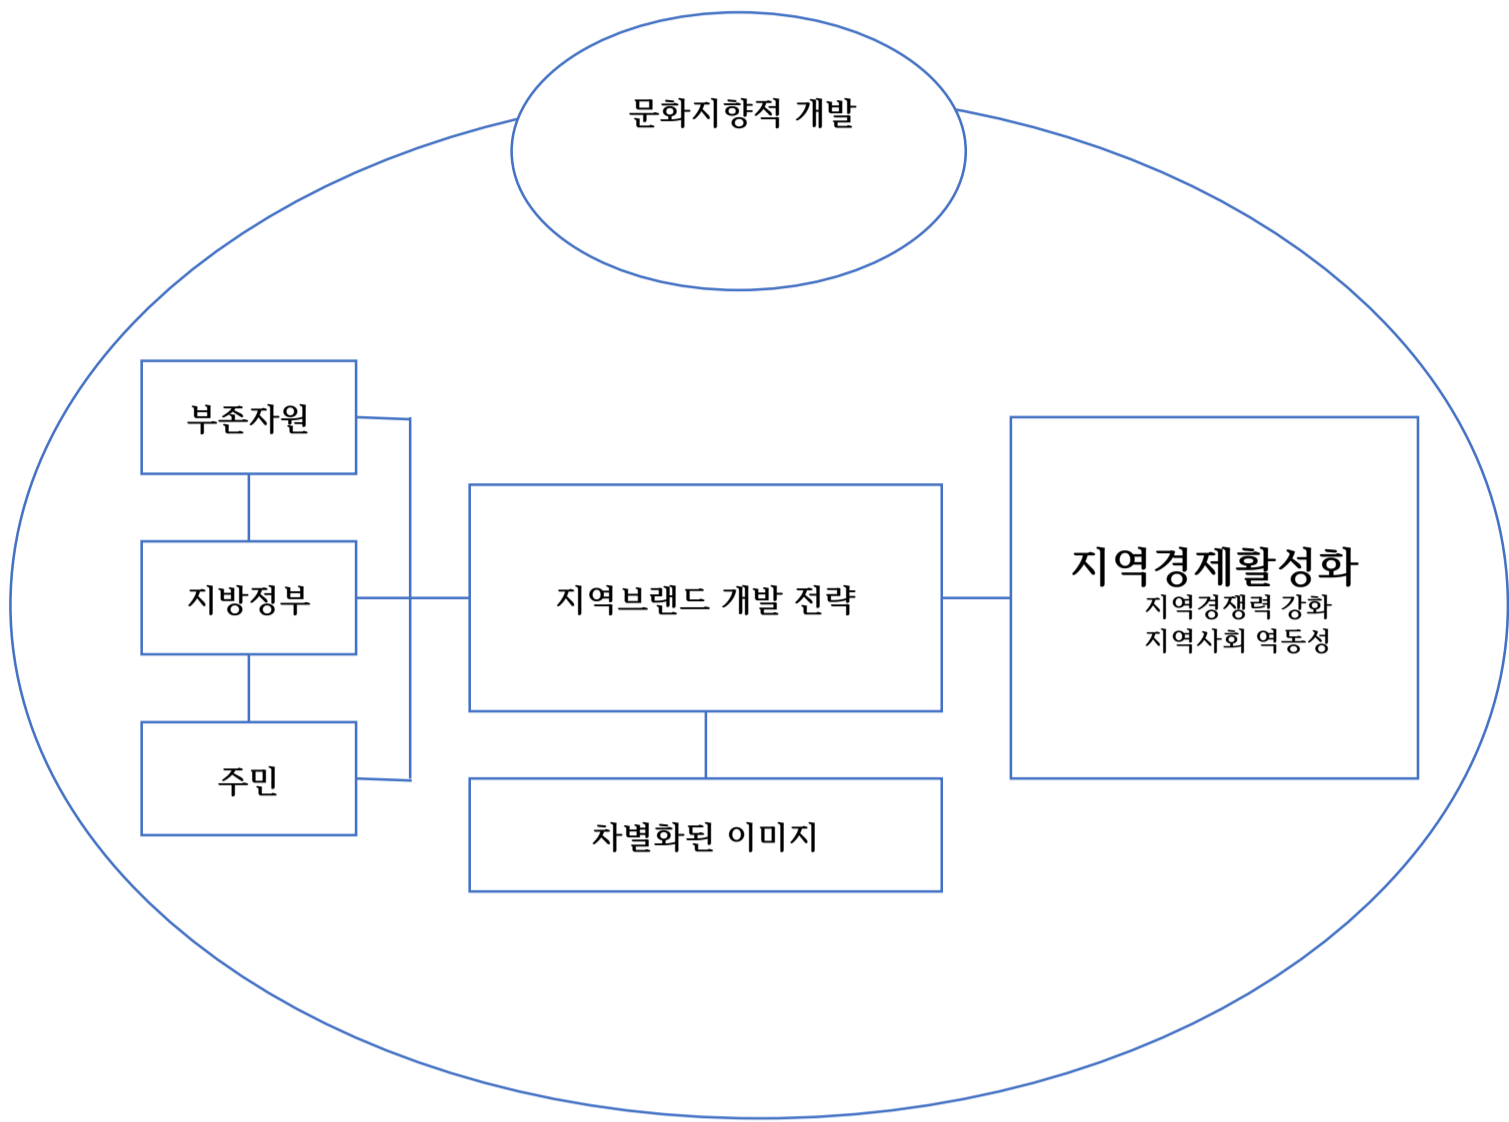 문화지향적 개발
부존자원
지방정부
주민
지역브랜드 개발 전략
차별화된 이미지
지역경제활성화
지역경쟁력 강화
지역사회 역동성